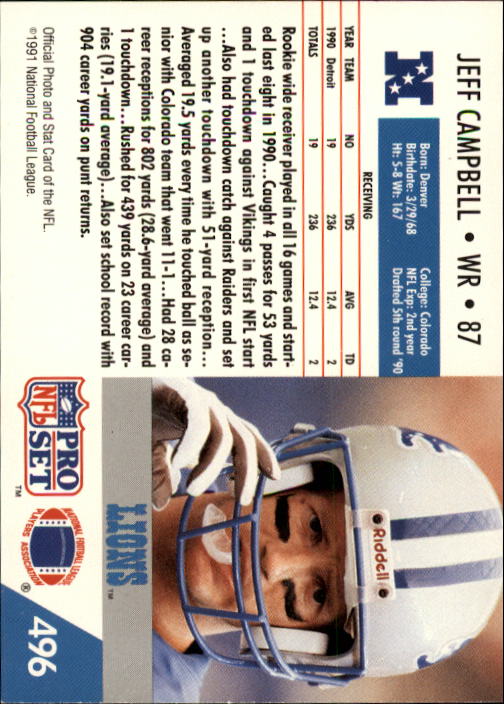 JEFF CAMPBELL • WR • 87
N
Born: Denver
Birthdate: 3/29/68
Ht: 5-8 Wt: 167
College: Colorado
NFL Exp: 2nd year
Drafted 5th round '90
RECEIVING
YEAR TEAM NO YDS AVG TD
1990 Detroit 19 236 12.4 2
TOTALS 19 236 12.4 2
Rookie wide receiver played in all 16 games and start-
ed last eight in 1990...Caught 4 passes for 53 yards
and 1 touchdown against Vikings in first NFL start
...Also had touchdown catch against Raiders and set
up another touchdown with 51-yard reception...
Averaged 19.5 yards every time he touched ball as se-
nior with Colorado team that went 11-1...Had 28 ca-
reer receptions for 802 yards (28.6-yard average) and
1 touchdown...Rushed for 439 yards on 23 career car-
ries (19.1-yard average)...Also set school record with
904 career yards on punt returns.
Official Photo and Stat Card of the NFL.
©1991 National Football League.
Riddell
LIONS™
PRO
NFL
SET
™
NATIONAL FOOTBALL LEAGUE
PLAYERS ASSOCIATION
®
496